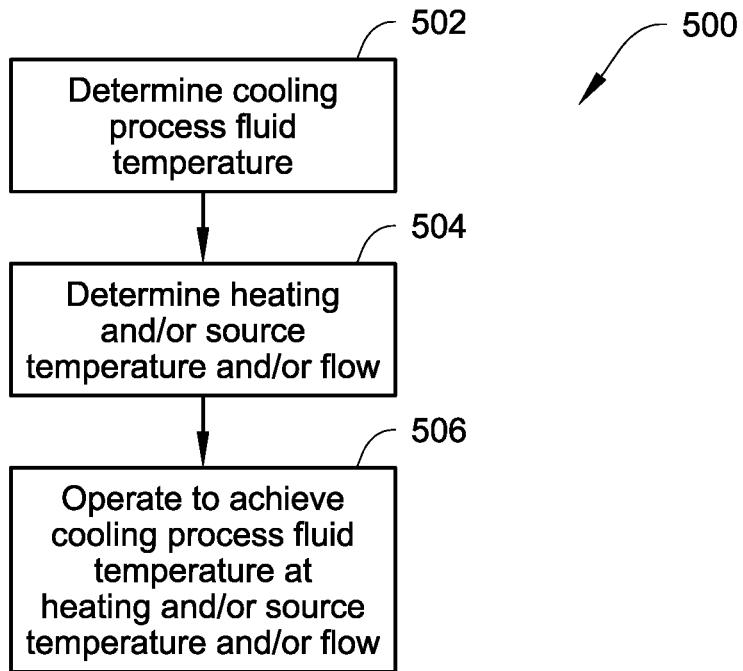 502
500
Determine cooling
process fluid
temperature
504
Determine heating
and/or source
temperature and/or flow
506
Operate to achieve
cooling process fluid
temperature at
heating and/or source
temperature and/or flow